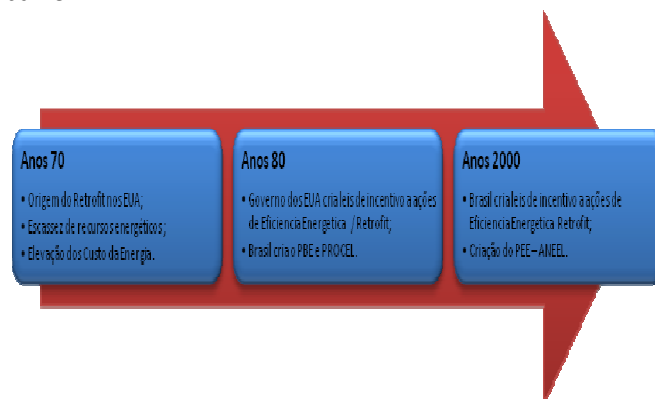 Anos 70
• Origem do Retrofit nos EUA;
• Escassez de recursos energéticos;
• Elevação dos Custo da Energia.
Anos 80
• Governo dos EUA cria leis de incentivo a ações
de Eficiencia Energetica / Retrofit;
• Brasil cria o PBE e PROCEL.
Anos 2000
• Brasil cria leis de incentivo a ações de
Eficiencia Energetica Retrofit;
• Criação do PEE – ANEEL.